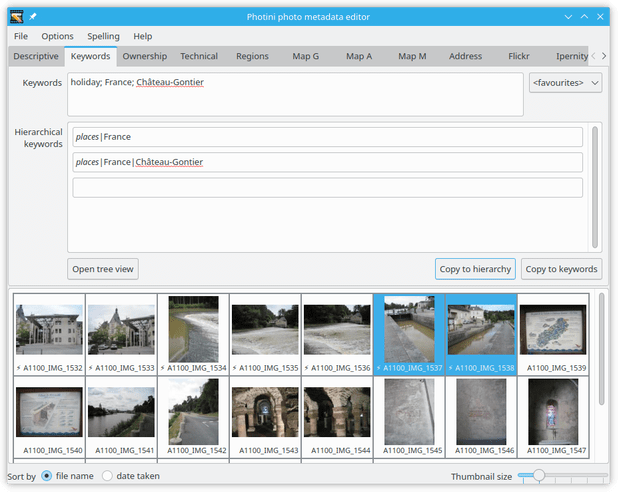 Photini photo metadata editor
File Options Spelling Help
Descriptive Keywords Ownership Technical Regions Map G Map A Map M Address Flickr Ipernity
Keywords
holiday; France; Château-Gontier
<favourites>
Hierarchical
keywords
places|France
places|France|Château-Gontier
Open tree view Copy to hierarchy Copy to keywords
A1100_IMG_1532 A1100_IMG_1533 A1100_IMG_1534 A1100_IMG_1535 A1100_IMG_1536 A1100_IMG_1537 A1100_IMG_1538 A1100_IMG_1539
A1100_IMG_1540 A1100_IMG_1541 A1100_IMG_1542 A1100_IMG_1543 A1100_IMG_1544 A1100_IMG_1545 A1100_IMG_1546 A1100_IMG_1547
Sort by file name date taken Thumbnail size